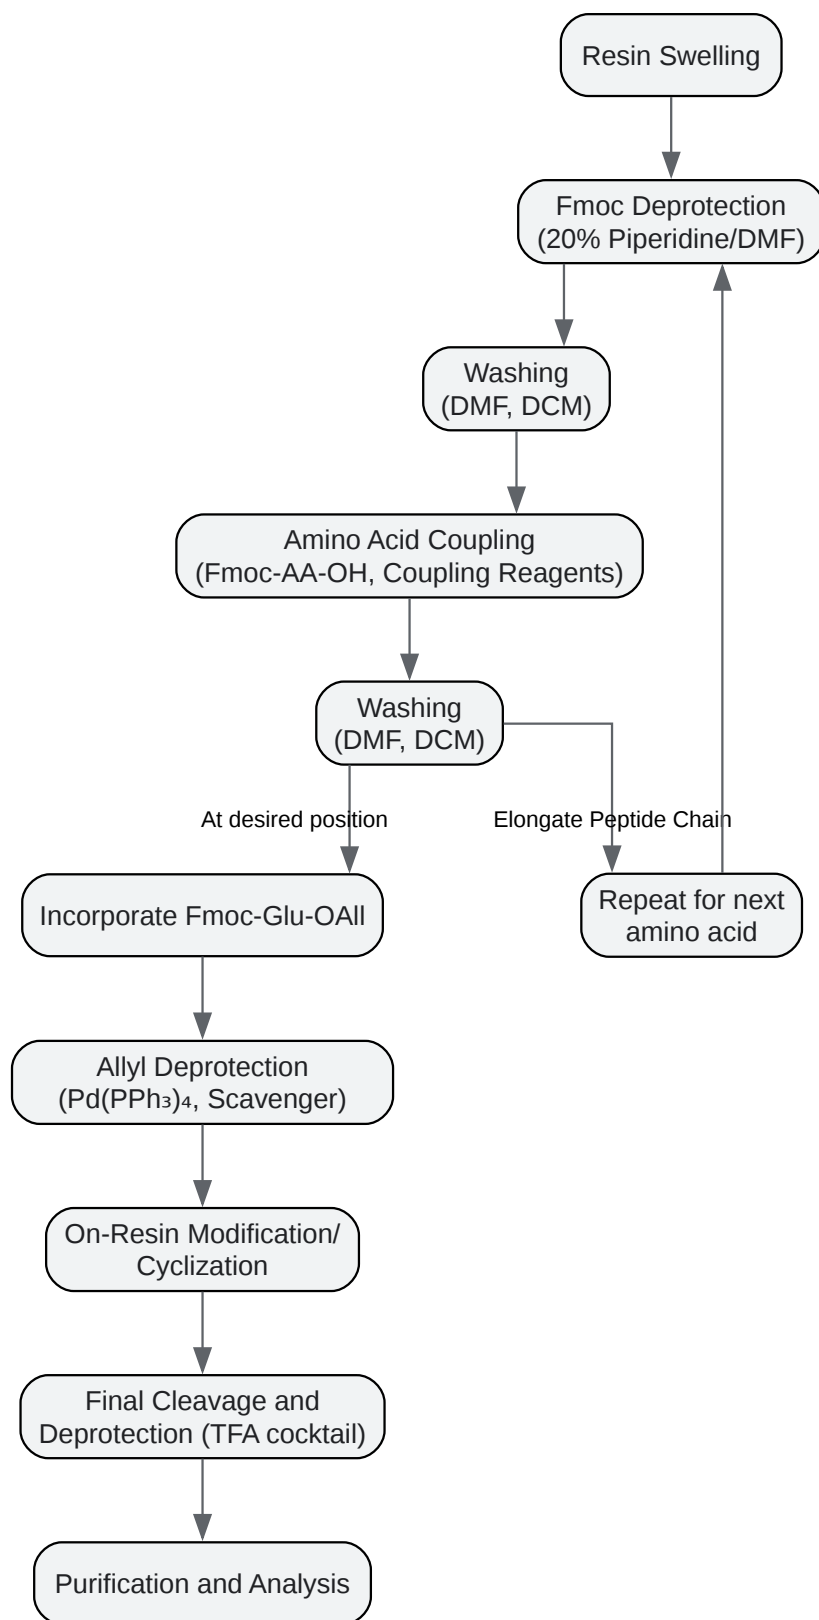 Resin Swelling
Fmoc Deprotection
(20% Piperidine/DMF)
Washing
(DMF, DCM)
Amino Acid Coupling
(Fmoc-AA-OH, Coupling Reagents)
Washing
(DMF, DCM)
At desired position
Elongate Peptide Chain
Incorporate Fmoc-Glu-OAll
Repeat for next
amino acid
Allyl Deprotection
(Pd(PPh₃)₄, Scavenger)
On-Resin Modification/
Cyclization
Final Cleavage and
Deprotection (TFA cocktail)
Purification and Analysis